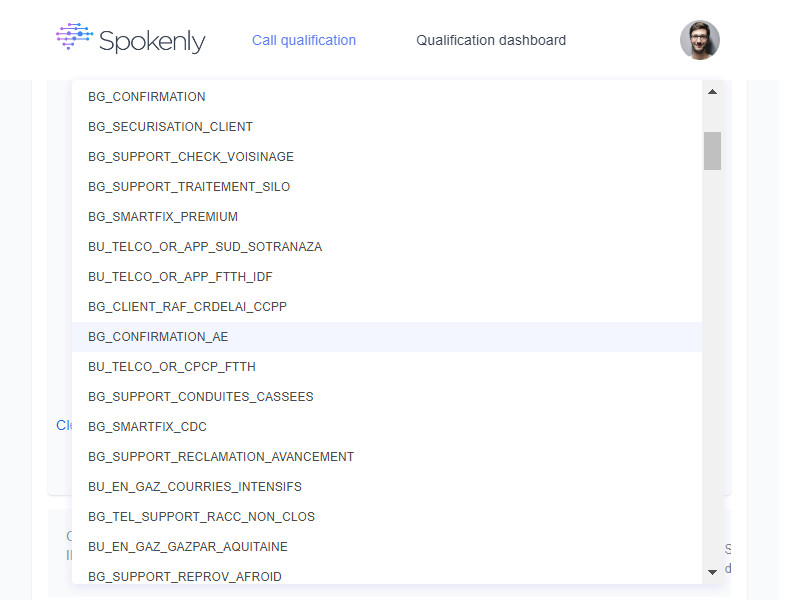 Spokenly
Call qualification
Qualification dashboard
BG_CONFIRMATION
BG_SECURISATION_CLIENT
BG_SUPPORT_CHECK_VOISINAGE
BG_SUPPORT_TRAITEMENT_SILO
BG_SMARTFIX_PREMIUM
BU_TELCO_OR_APP_SUD_SOTRANAZA
BU_TELCO_OR_APP_FTTH_IDF
BG_CLIENT_RAF_CRDELAI_CCPP
BG_CONFIRMATION_AE
BU_TELCO_OR_CPCP_FTTH
BG_SUPPORT_CONDUITES_CASSEES
BG_SMARTFIX_CDC
BG_SUPPORT_RECLAMATION_AVANCEMENT
BU_EN_GAZ_COURRIES_INTENSIFS
BG_TEL_SUPPORT_RACC_NON_CLOS
BU_EN_GAZ_GAZPAR_AQUITAINE
BG_SUPPORT_REPROV_AFROID